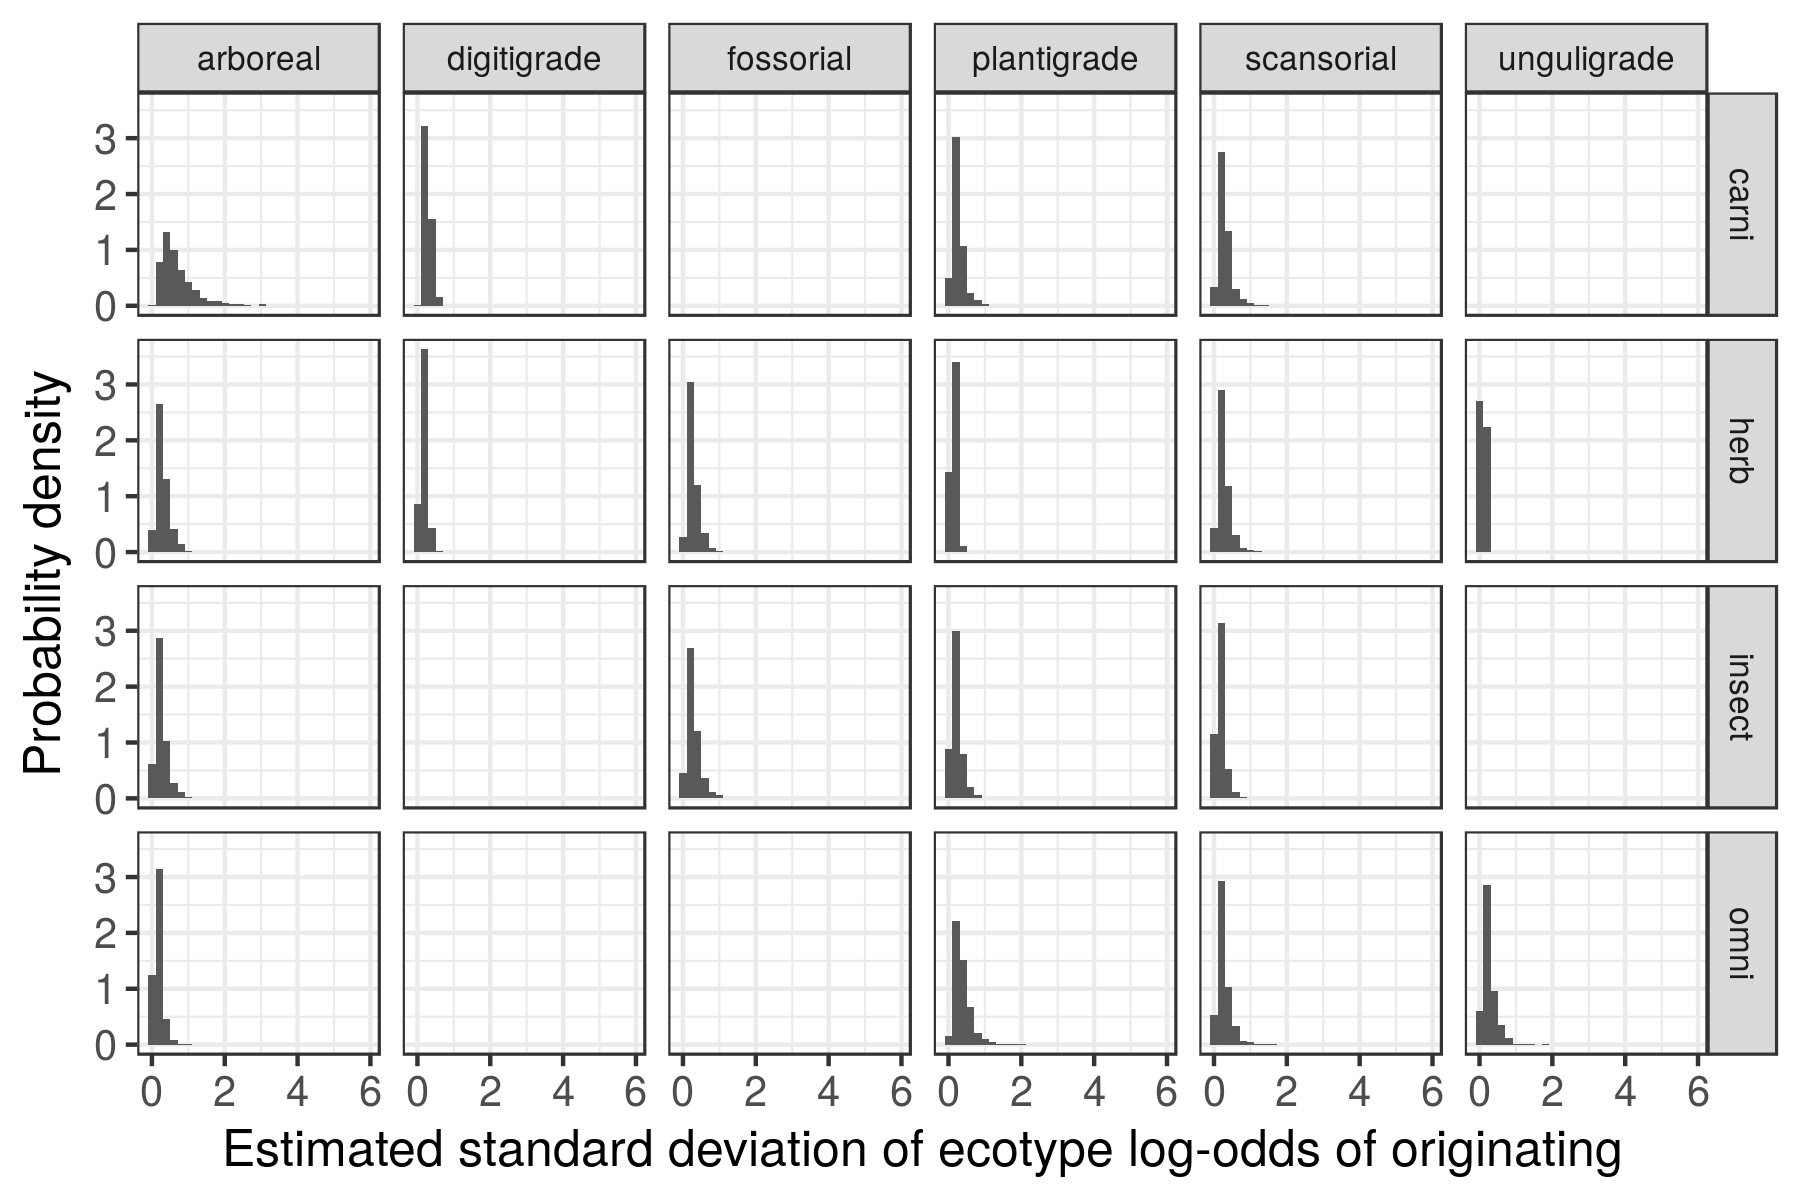 arboreal digitigrade fossorial plantigrade scansorial unguligrade
3
2
1
0
carni
3
2
1
0
herb
3
2
1
0
insect
3
2
1
0
omni
0 2 4 6 0 2 4 6 0 2 4 6 0 2 4 6 0 2 4 6 0 2 4 6
Probability density
Estimated standard deviation of ecotype log-odds of originating